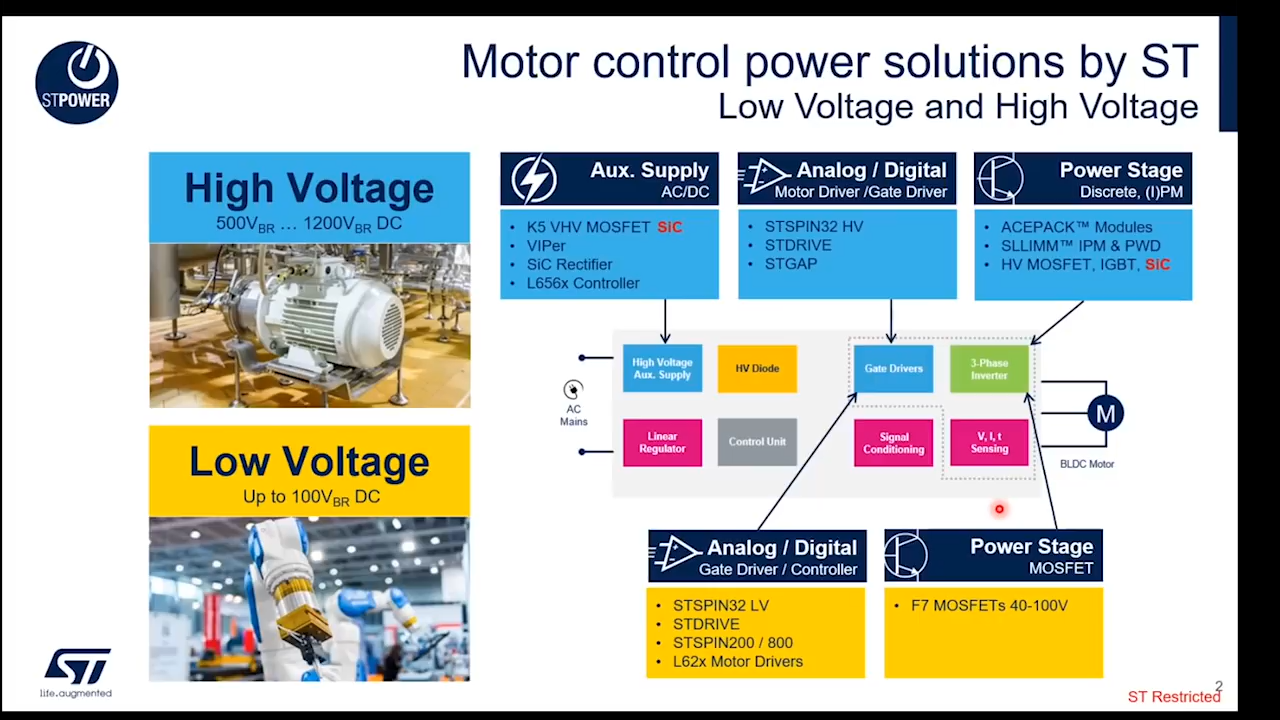 STPOWER
Motor control power solutions by ST
Low Voltage and High Voltage
High Voltage
500VBR … 1200VBR DC
Low Voltage
Up to 100VBR DC
Aux. Supply
AC/DC
• K5 VHV MOSFET SiC
• VIPer
• SiC Rectifier
• L656x Controller
Analog / Digital
Motor Driver /Gate Driver
• STSPIN32 HV
• STDRIVE
• STGAP
Power Stage
Discrete, (I)PM
• ACEPACK™ Modules
• SLLIMM™ IPM & PWD
• HV MOSFET, IGBT, SiC
AC
Mains
High Voltage
Aux. Supply
HV Diode
Gate Drivers
3-Phase
Inverter
Linear
Regulator
Control Unit
Signal
Conditioning
V, I, t
Sensing
M
BLDC Motor
Analog / Digital
Gate Driver / Controller
• STSPIN32 LV
• STDRIVE
• STSPIN200 / 800
• L62x Motor Drivers
Power Stage
MOSFET
• F7 MOSFETs 40-100V
ST
life.augmented
2
ST Restricted